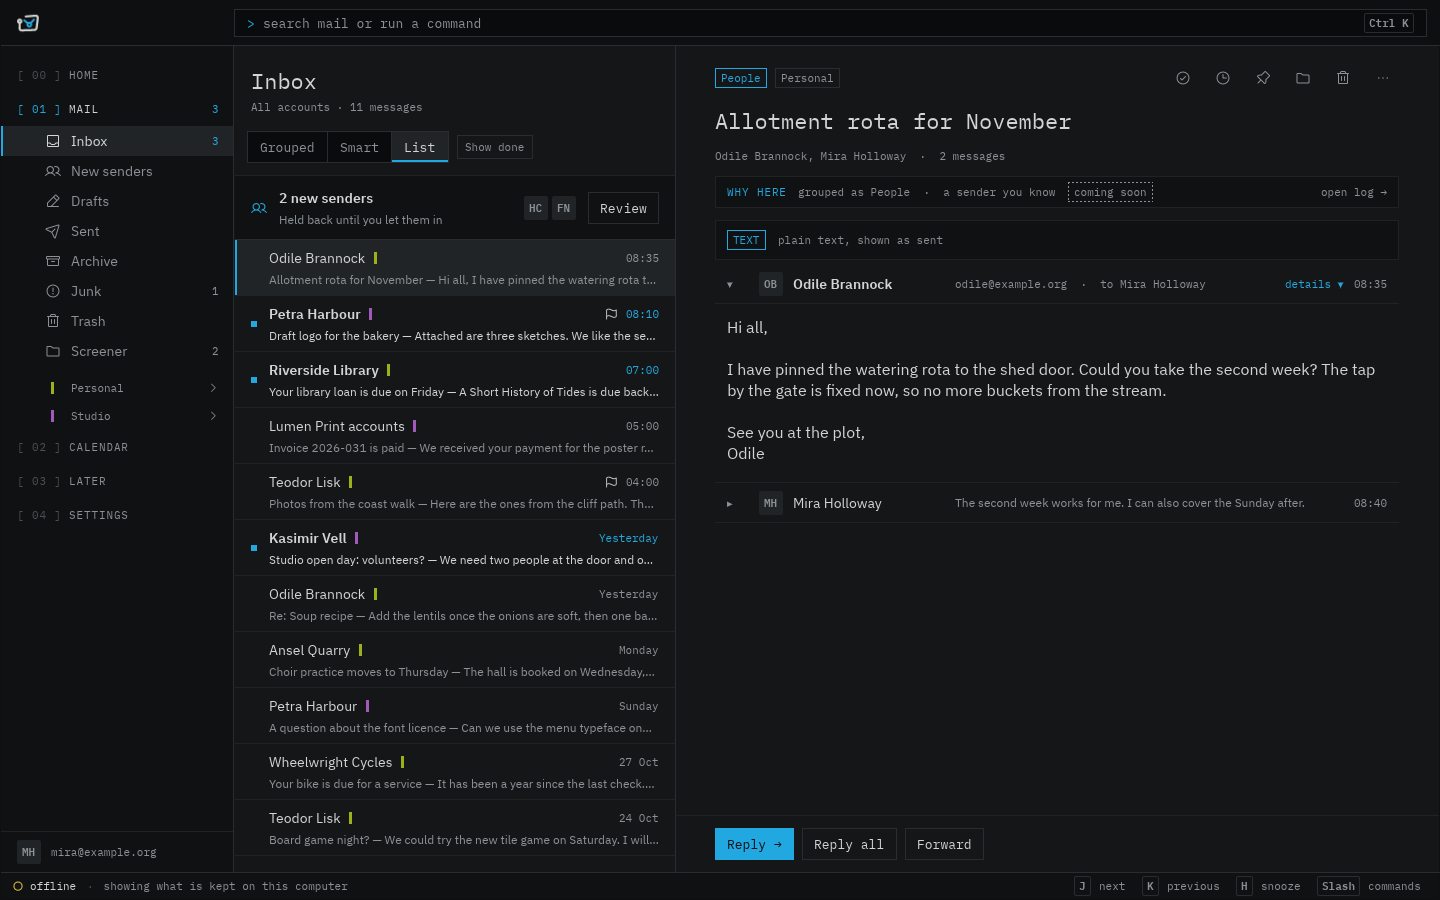 > search mail or run a command
Ctrl K
[ 00 ] HOME
[ 01 ] MAIL 3
Inbox 3
New senders
Drafts
Sent
Archive
Junk 1
Trash
Screener 2
Personal
Studio
[ 02 ] CALENDAR
[ 03 ] LATER
[ 04 ] SETTINGS
MH mira@example.org
Inbox
All accounts · 11 messages
Grouped Smart List Show done
2 new senders
Held back until you let them in
HC FN Review
Odile Brannock 08:35
Allotment rota for November — Hi all, I have pinned the watering rota t...
Petra Harbour 08:10
Draft logo for the bakery — Attached are three sketches. We like the se...
Riverside Library 07:00
Your library loan is due on Friday — A Short History of Tides is due back...
Lumen Print accounts 05:00
Invoice 2026-031 is paid — We received your payment for the poster r...
Teodor Lisk 04:00
Photos from the coast walk — Here are the ones from the cliff path. Th...
Kasimir Vell Yesterday
Studio open day: volunteers? — We need two people at the door and o...
Odile Brannock Yesterday
Re: Soup recipe — Add the lentils once the onions are soft, then one ba...
Ansel Quarry Monday
Choir practice moves to Thursday — The hall is booked on Wednesday,...
Petra Harbour Sunday
A question about the font licence — Can we use the menu typeface on...
Wheelwright Cycles 27 Oct
Your bike is due for a service — It has been a year since the last check....
Teodor Lisk 24 Oct
Board game night? — We could try the new tile game on Saturday. I will...
People Personal
Allotment rota for November
Odile Brannock, Mira Holloway · 2 messages
WHY HERE grouped as People · a sender you know coming soon open log →
TEXT plain text, shown as sent
▾ OB Odile Brannock odile@example.org · to Mira Holloway details ▾ 08:35
Hi all,
I have pinned the watering rota to the shed door. Could you take the second week? The tap
by the gate is fixed now, so no more buckets from the stream.
See you at the plot,
Odile
▸ MH Mira Holloway The second week works for me. I can also cover the Sunday after. 08:40
Reply → Reply all Forward
offline · showing what is kept on this computer
J next K previous H snooze Slash commands